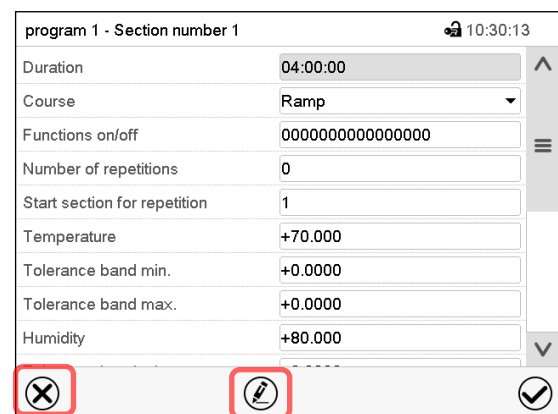 program 1 - Section number 1 10:30:13
Duration 04:00:00
Course Ramp
Functions on/off 0000000000000000
Number of repetitions 0
Start section for repetition 1
Temperature +70.000
Tolerance band min. +0.0000
Tolerance band max. +0.0000
Humidity +80.000